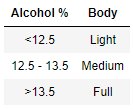 Alcohol % Body
<12.5 Light
12.5 - 13.5 Medium
>13.5 Full